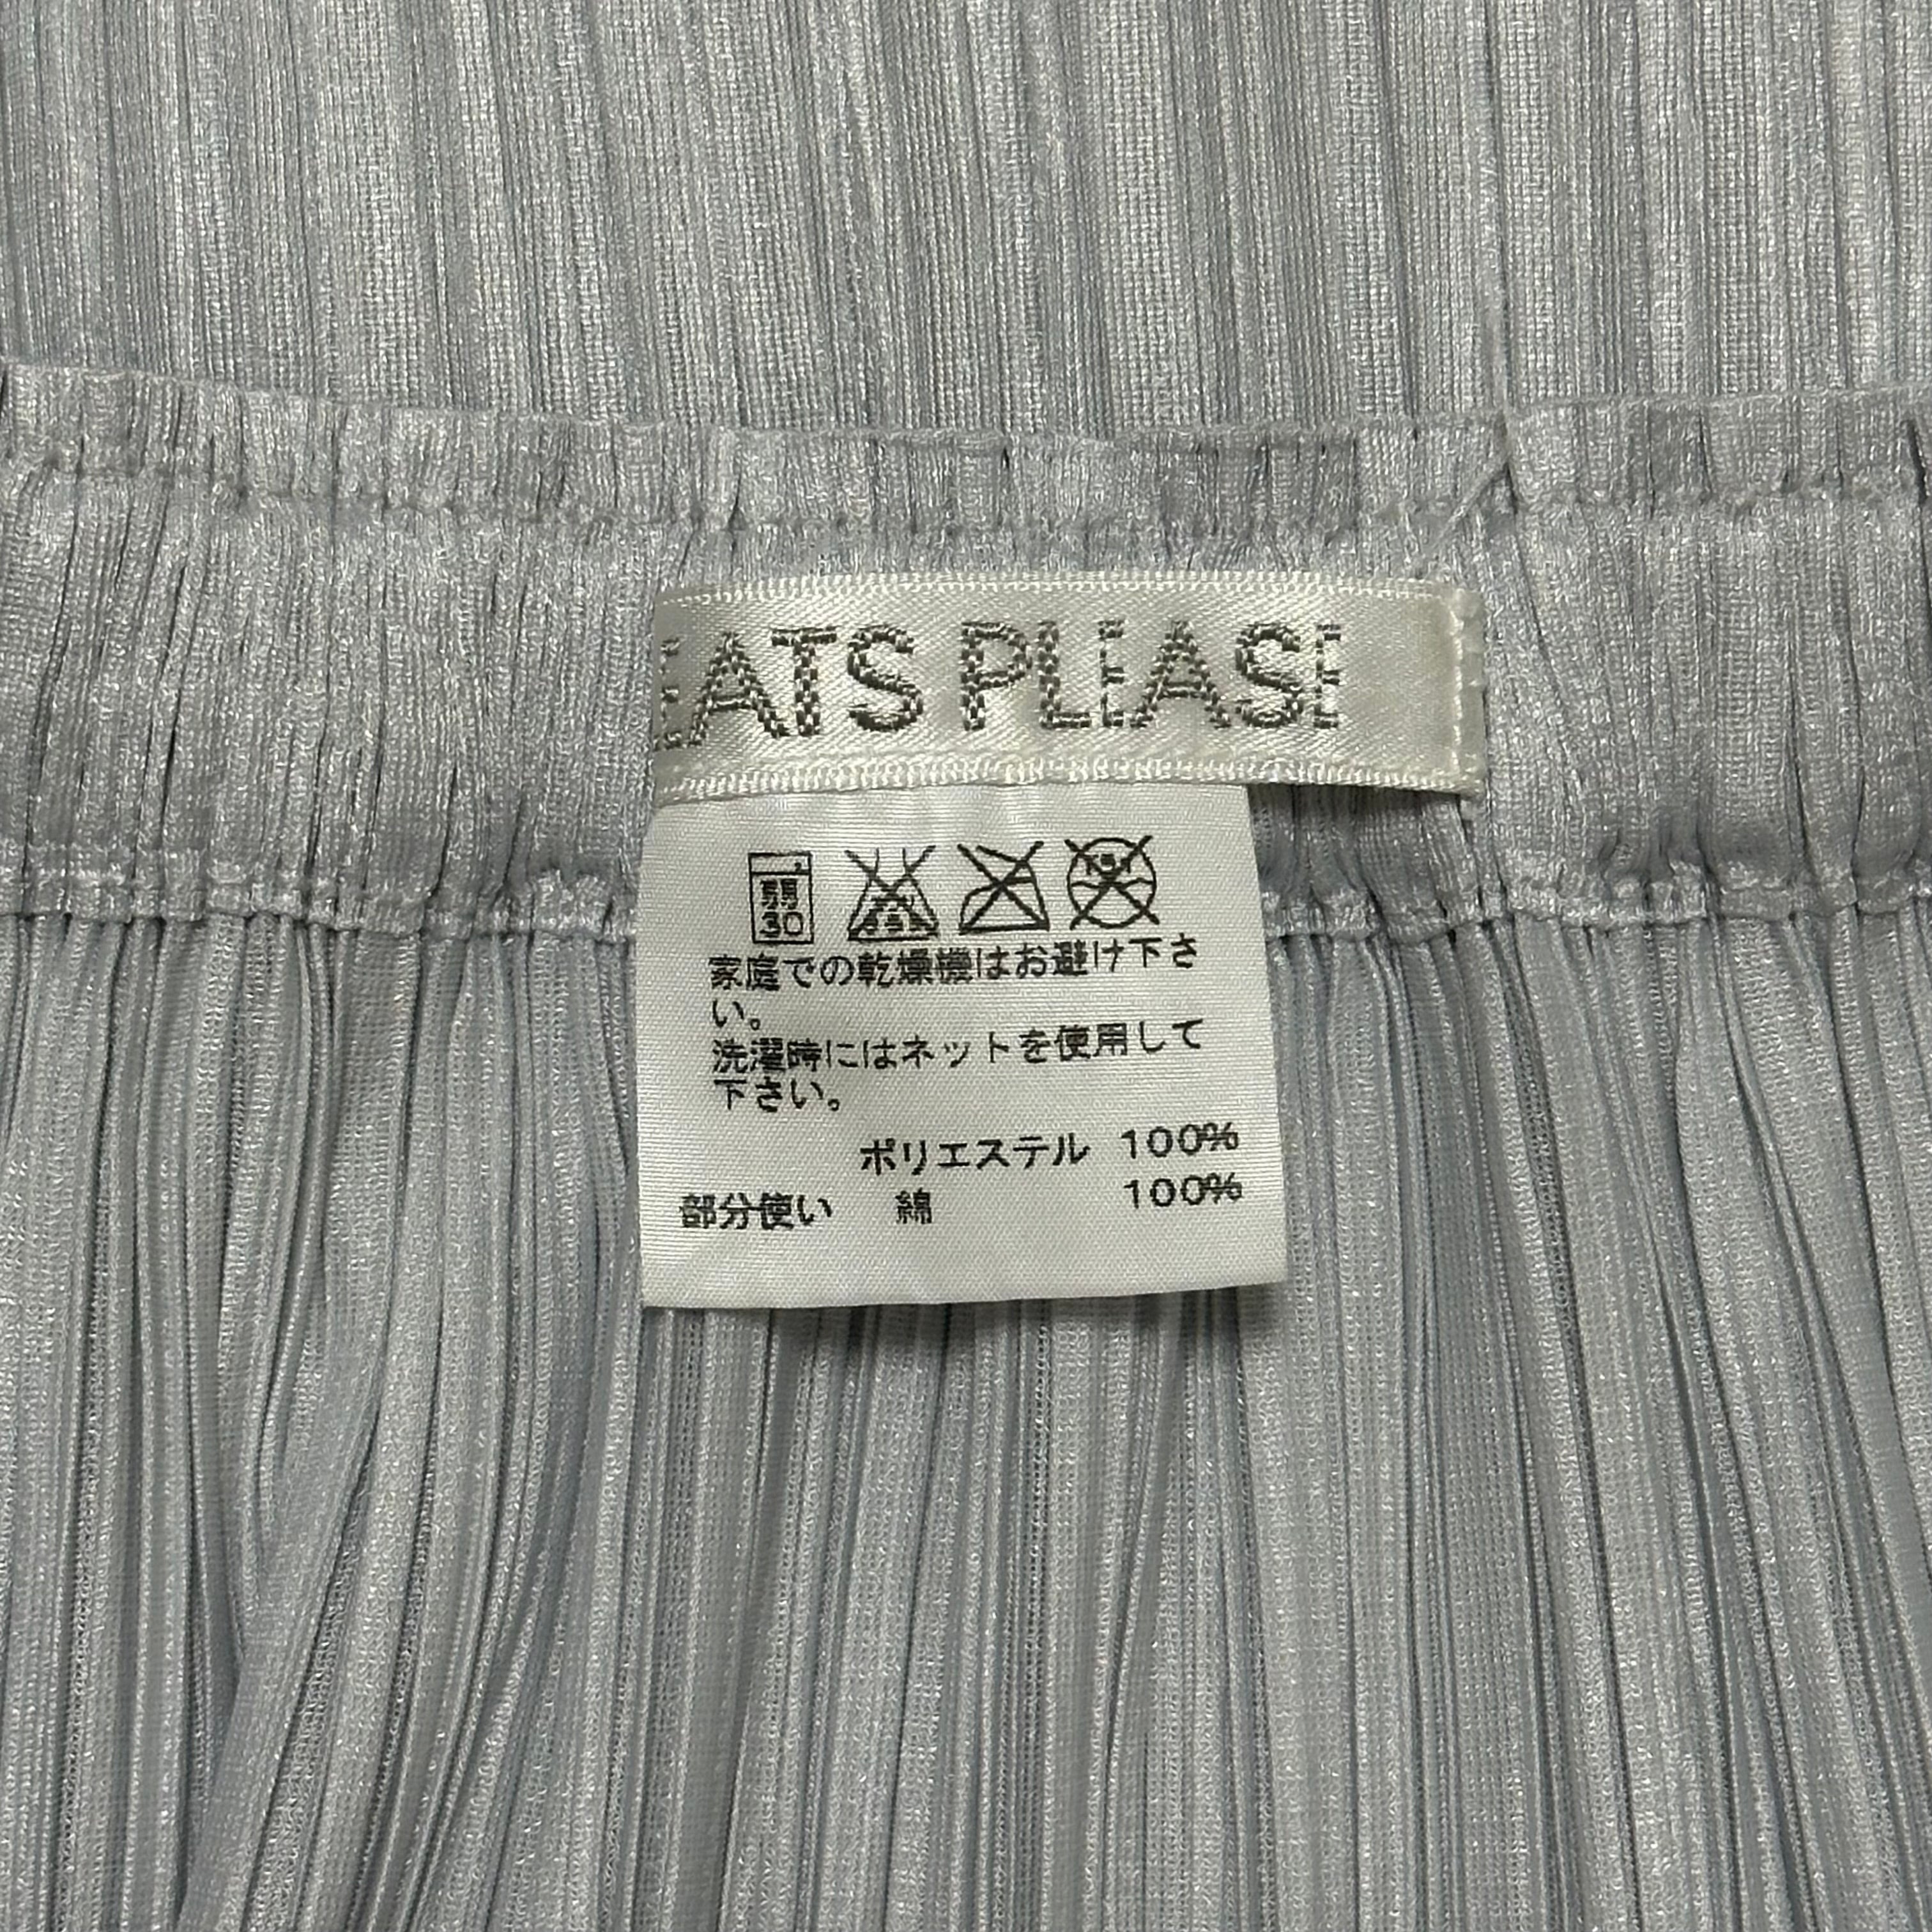 EATS PLEASE
弱
30
家庭での乾燥機はお避け下さ
い。
洗濯時にはネットを使用して
下さい。
ポリエステル 100%
部分使い 綿 100%